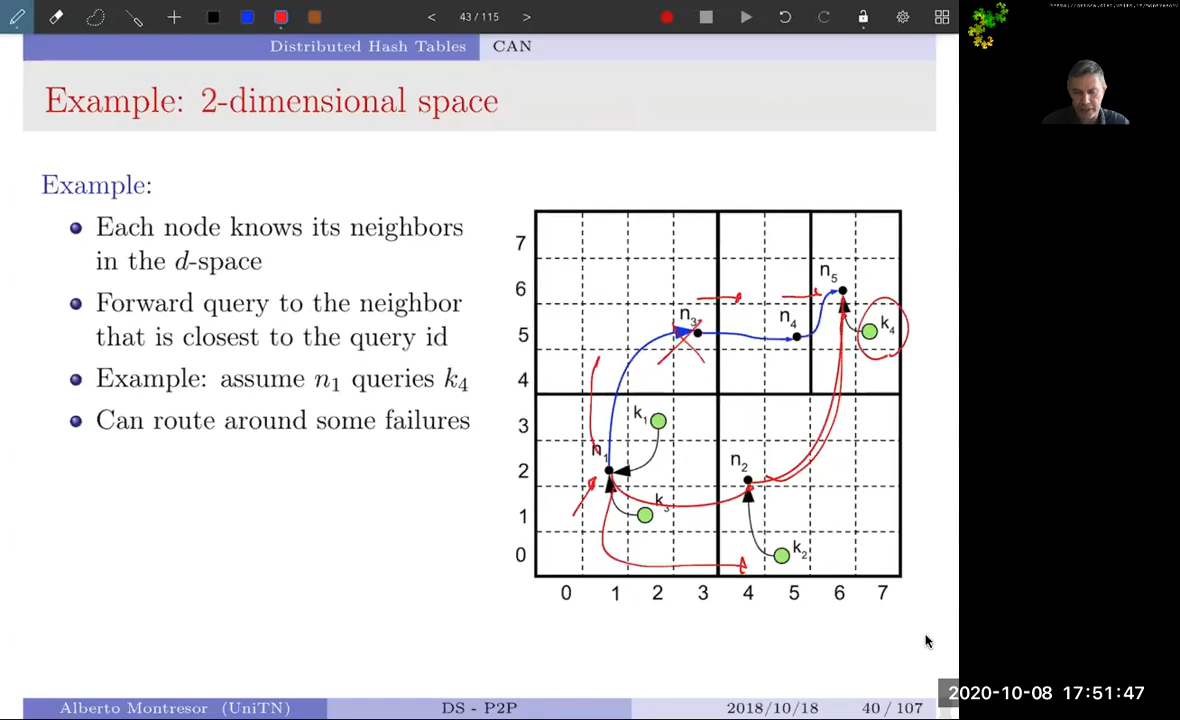 43 / 115
Distributed Hash Tables CAN
Example: 2-dimensional space
Example:
Each node knows its neighbors
in the d-space
Forward query to the neighbor
that is closest to the query id
Example: assume n1 queries k4
Can route around some failures
7
6
5
4
3
2
1
0
0 1 2 3 4 5 6 7
n5
n3
n4
k4
k1
n1
n2
k3
k2
Alberto Montresor (UniTN) DS - P2P 2018/10/18 40 / 107
2020-10-08 17:51:47